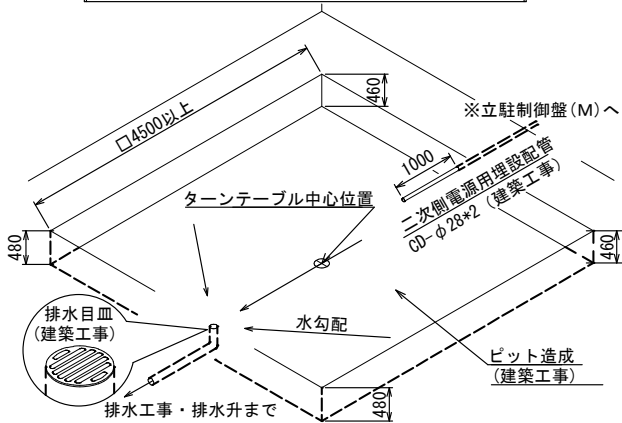 460
□4500以上
※立駐制御盤(M)へ
1000
二次側電源用埋設配管
CD-φ28*2 (建築工事)
ターンテーブル中心位置
480
460
排水目皿
(建築工事)
水勾配
ピット造成
(建築工事)
排水工事・排水升まで
480